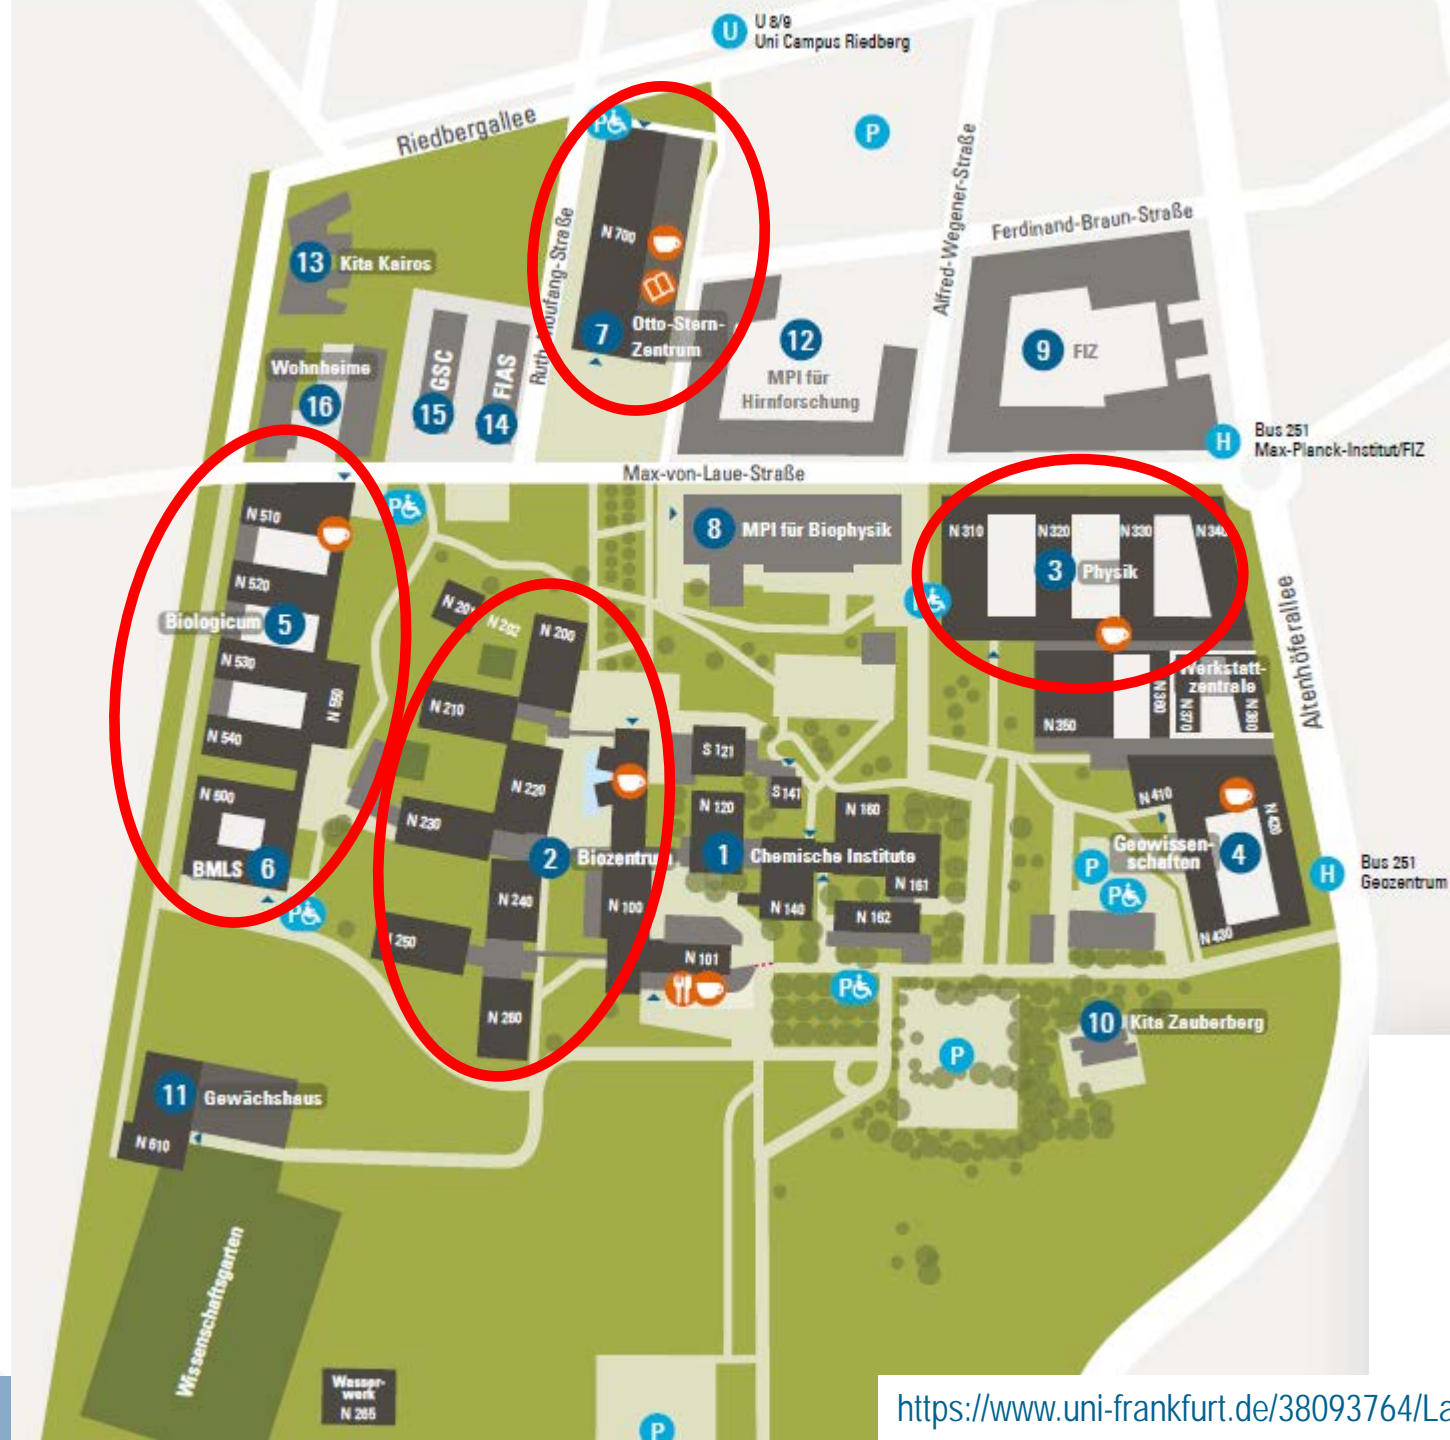 U
U 8/9
Uni Campus Riedberg
Riedbergallee
P
P
Alfred-Wegener-Straße
Ferdinand-Braun-Straße
N 700
13
Kita Kairos
7
Otto-Stern-
Zentrum
12
MPI für
Hirnforschung
9
FIZ
Wohnheime
16
GSC
15
FIAS
14
H
Bus 251
Max-Planck-Institut/FIZ
Max-von-Laue-Straße
N 510
P
8
MPI für Biophysik
N 310
N 320
N 330
N 340
3
Physik
N 520
Biologicum
5
N 201
N 202
N 200
P
Altenhöferallee
N 530
N 550
N 540
N 210
Werkstatt-
zentrale
N 350
N 360
N 370
N 380
S 121
N 220
S 141
N 120
N 160
N 410
N 420
N 600
N 230
BMLS
6
2
Biozentrum
1
Chemische Institute
Geowissen-
schaften
4
P
P
H
Bus 251
Geozentrum
N 161
N 240
N 100
N 140
N 162
P
250
N 430
N 101
P
N 260
10
Kita Zauberberg
P
11
Gewächshaus
N 610
Wissenschaftsgarten
Wasser-
werk
N 265
P
https://www.uni-frankfurt.de/38093764/La